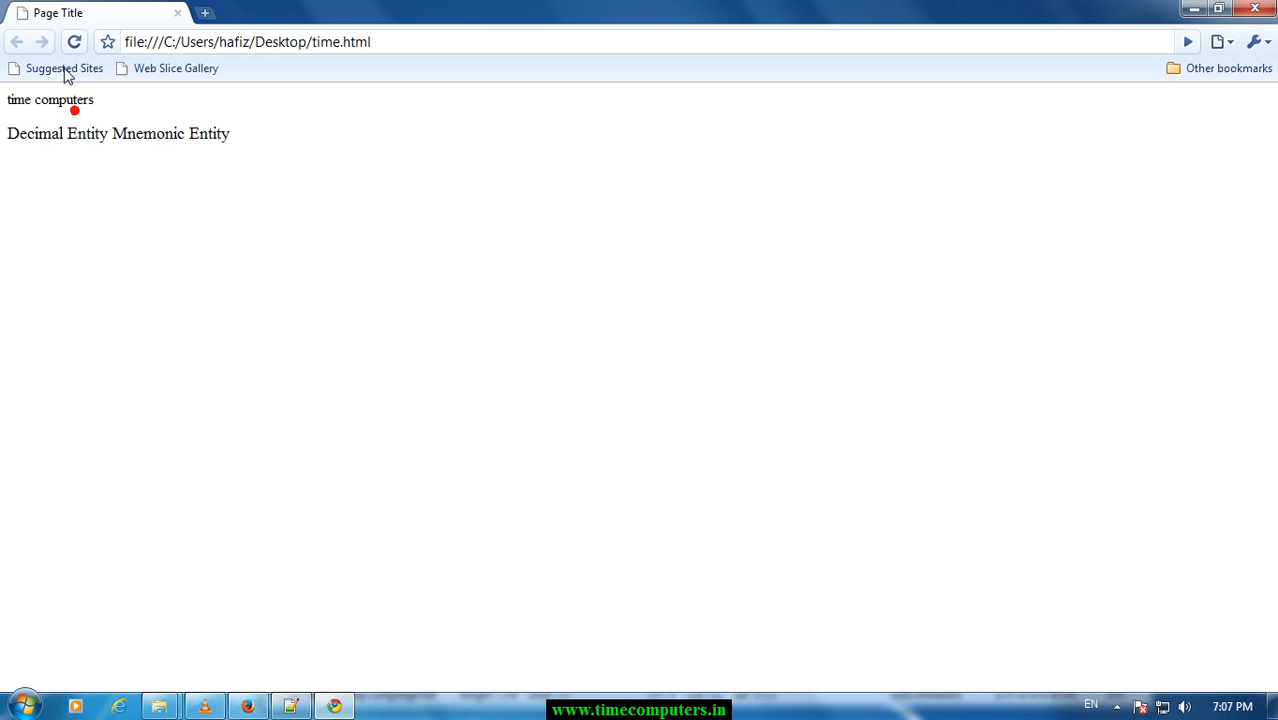 Page Title
file:///C:/Users/hafiz/Desktop/time.html
Suggested Sites Web Slice Gallery Other bookmarks
time computers
Decimal Entity Mnemonic Entity
EN 7:07 PM
www.timecomputers.in